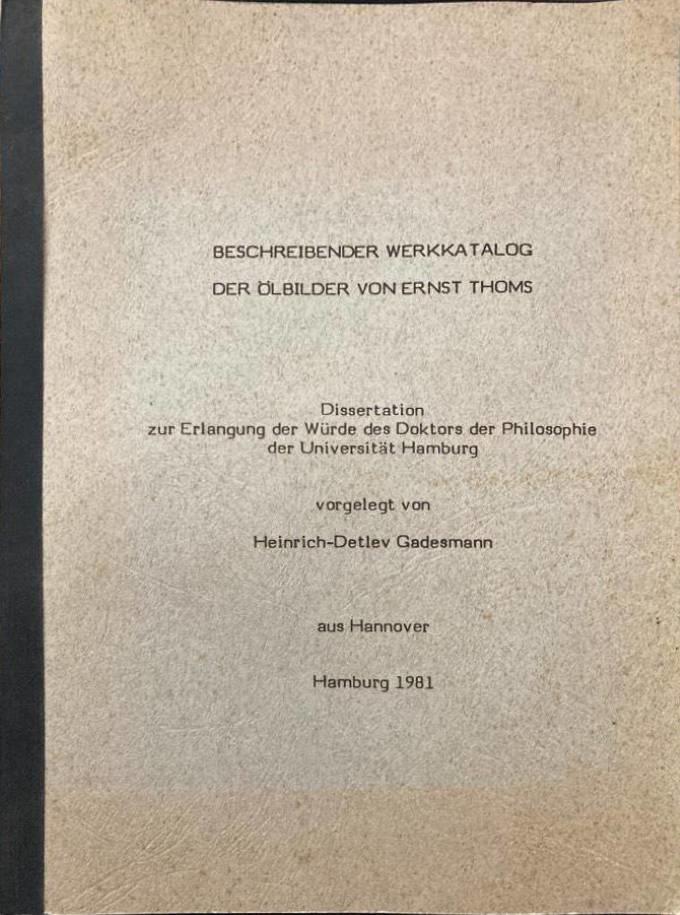 BESCHREIBENDER WERKKATALOG
DER ÖLBILDER VON ERNST THOMS
Dissertation
zur Erlangung der Würde des Doktors der Philosophie
der Universität Hamburg
vorgelegt von
Heinrich-Detlev Gadesmann
aus Hannover
Hamburg 1981